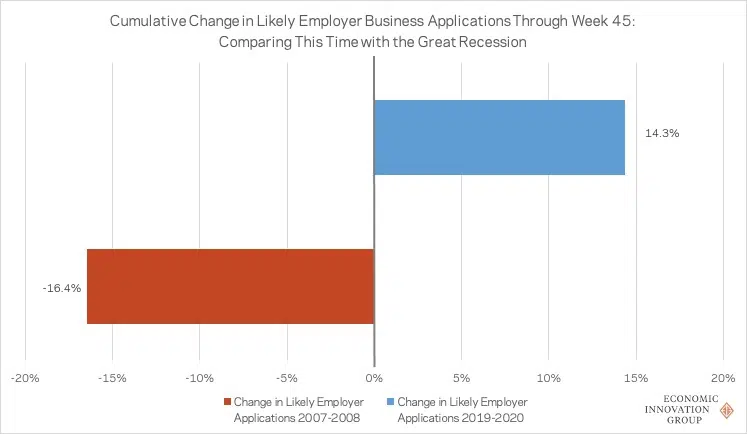 Cumulative Change in Likely Employer Business Applications Through Week 45:
Comparing This Time with the Great Recession
14.3%
-16.4%
-20%
-15%
-10%
-5%
0%
5%
10%
15%
20%
Change in Likely Employer
Applications 2007-2008
Change in Likely Employer
Applications 2019-2020
ECONOMIC
INNOVATION
GROUP